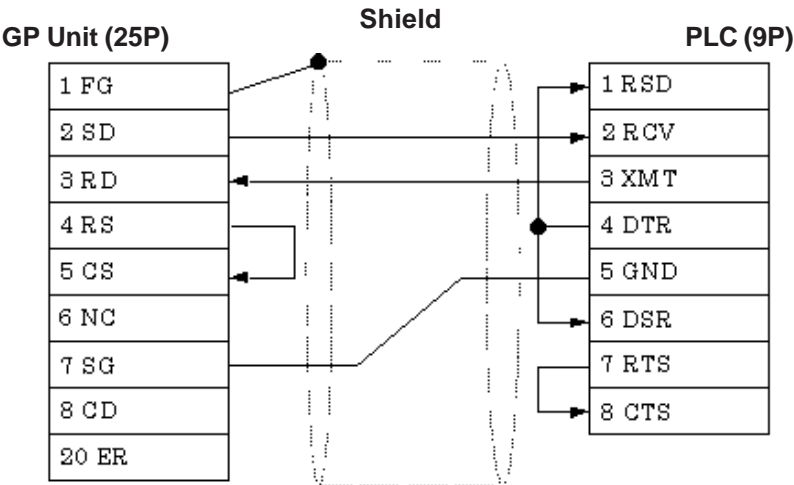 Shield
GP Unit (25P)
PLC (9P)
1 FG
2 SD
3 RD
4 RS
5 CS
6 NC
7 SG
8 CD
20 ER
1 RSD
2 RCV
3 XMT
4 DTR
5 GND
6 DSR
7 RTS
8 CTS